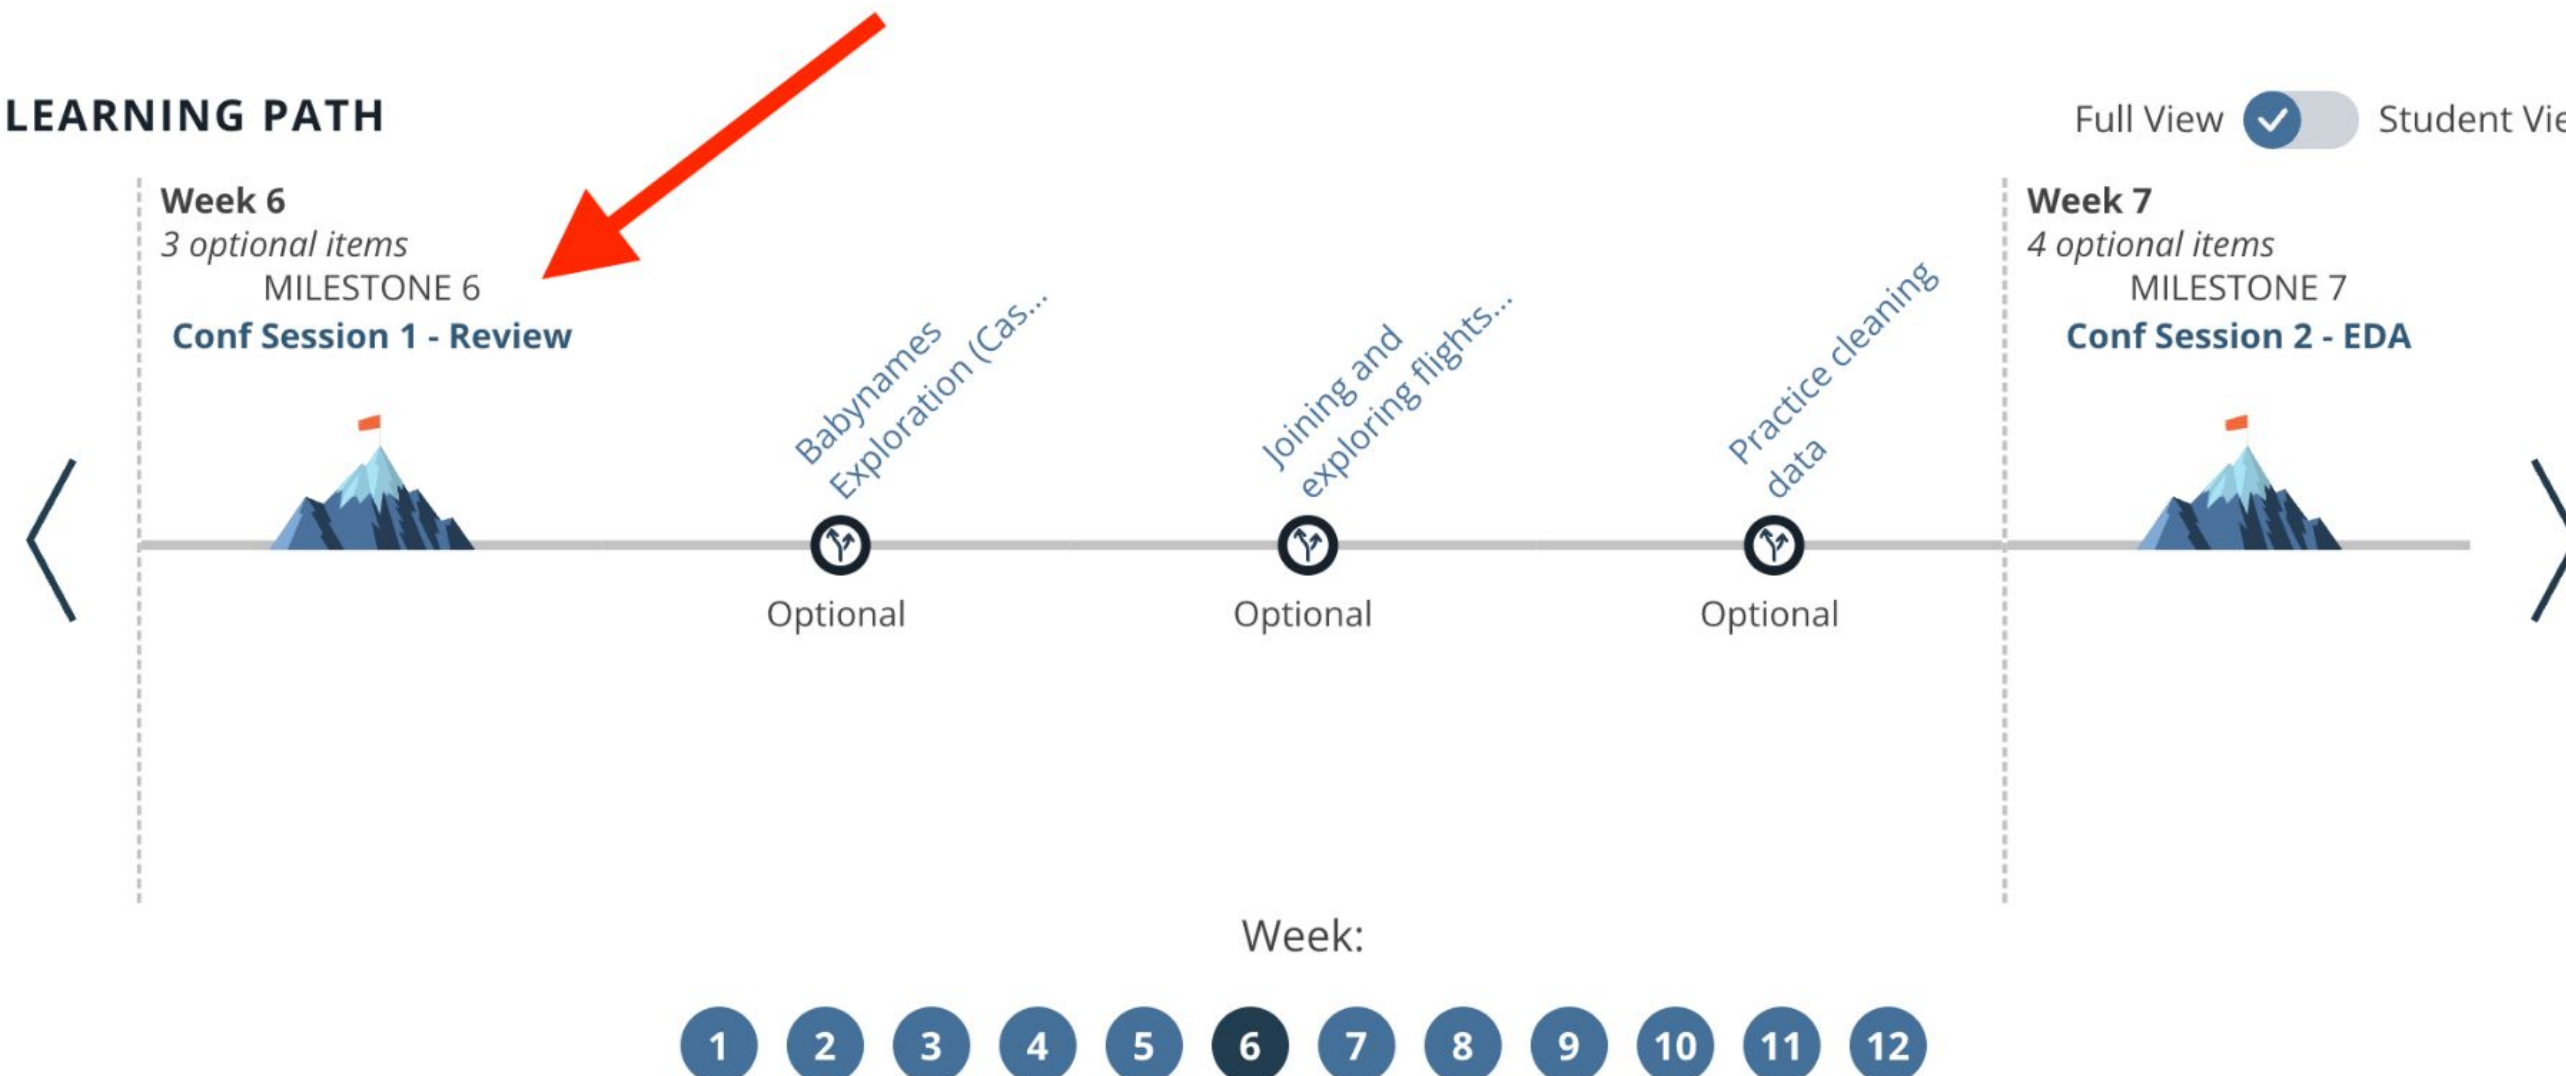 LEARNING PATH
Full View
Student Vie
Week 6
3 optional items
MILESTONE 6
Conf Session 1 - Review
Babynames
Exploration (Cas...
Optional
Joining and
exploring flights...
Optional
Practice cleaning
data
Optional
Week 7
4 optional items
MILESTONE 7
Conf Session 2 - EDA
Week:
1 2 3 4 5 6 7 8 9 10 11 12